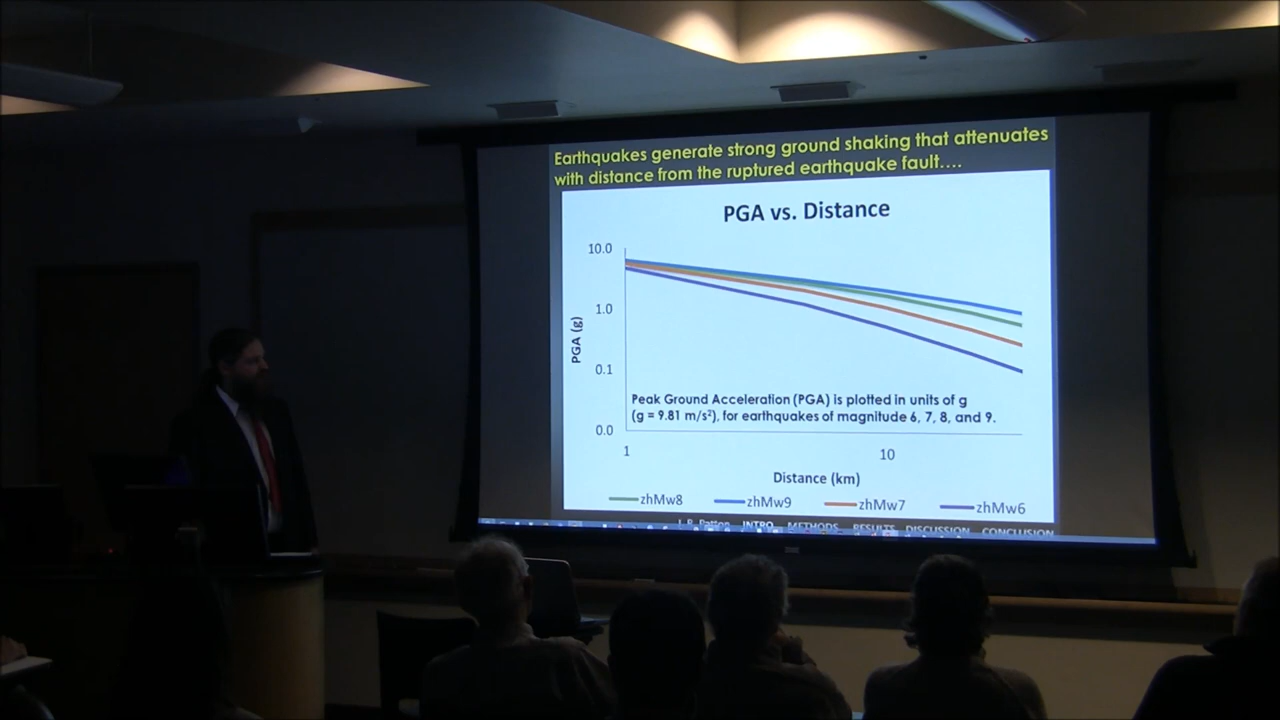 Earthquakes generate strong ground shaking that attenuates
with distance from the ruptured earthquake fault....
PGA vs. Distance
10.0
1.0
0.1
0.0
PGA (g)
Peak Ground Acceleration (PGA) is plotted in units of g
(g = 9.81 m/s²), for earthquakes of magnitude 6, 7, 8, and 9.
1
10
Distance (km)
zhMw8 zhMw9 zhMw7 zhMw6
J. R. Patton INTRO METHODS RESULTS DISCUSSION CONCLUSION